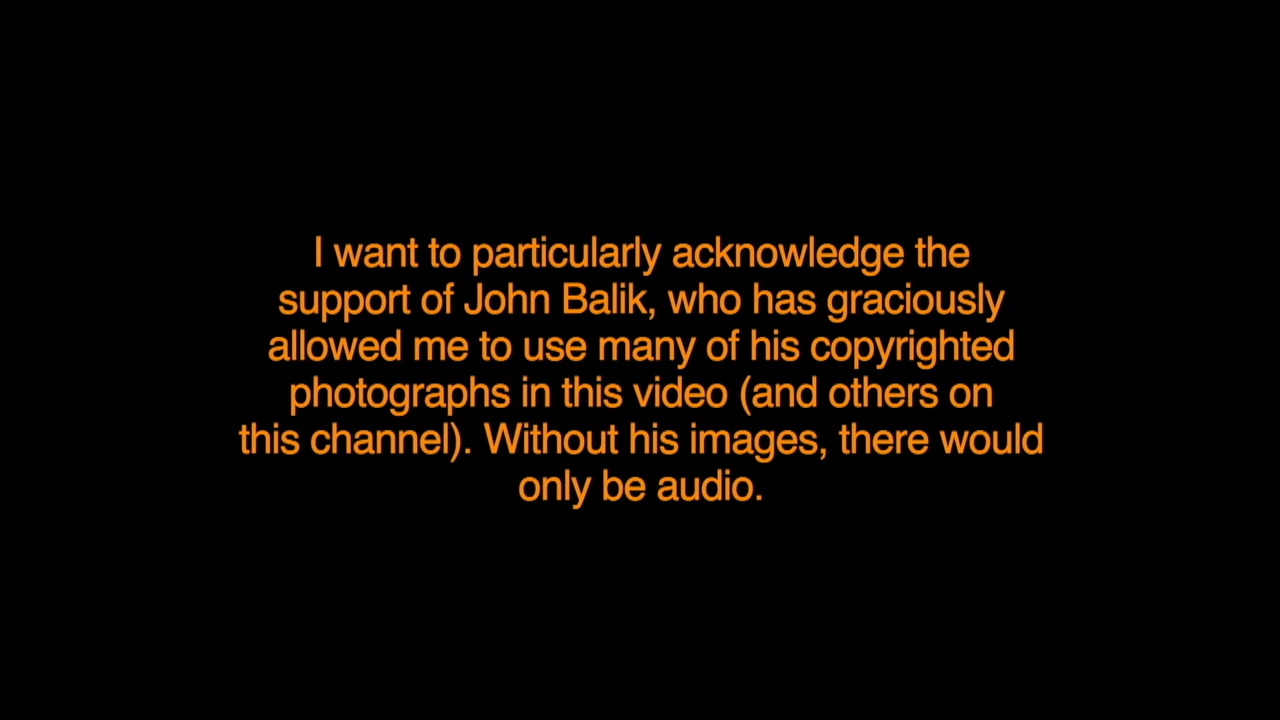 I want to particularly acknowledge the
support of John Balik, who has graciously
allowed me to use many of his copyrighted
photographs in this video (and others on
this channel). Without his images, there would
only be audio.